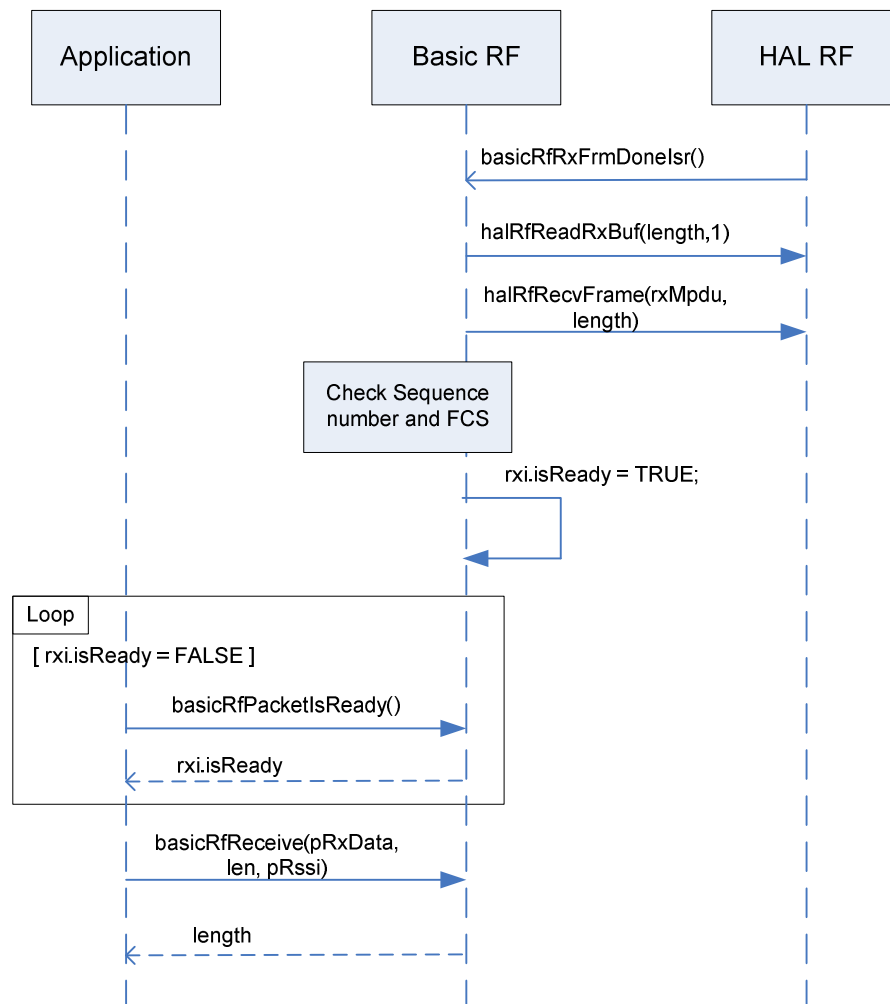 Application
Basic RF
HAL RF
basicRfRxFrmDoneIsr()
halRfReadRxBuf(length,1)
halRfRecvFrame(rxMpdu,
length)
Check Sequence
number and FCS
rxi.isReady = TRUE;
Loop
[ rxi.isReady = FALSE ]
basicRfPacketIsReady()
rxi.isReady
basicRfReceive(pRxData,
len, pRssi)
length